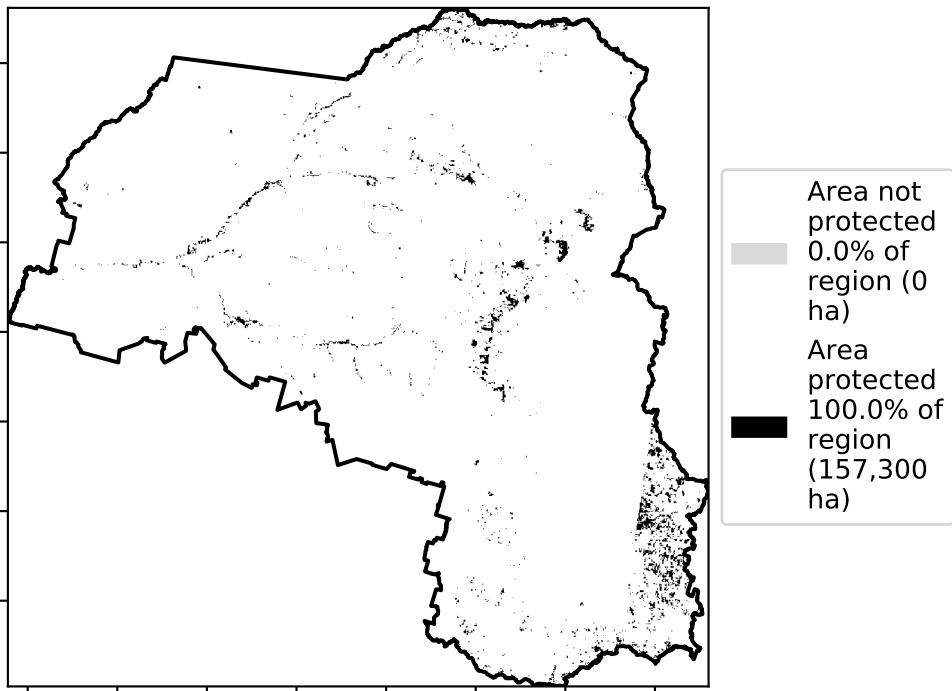 Area not
protected
0.0% of
region (0
ha)
Area
protected
100.0% of
region
(157,300
ha)